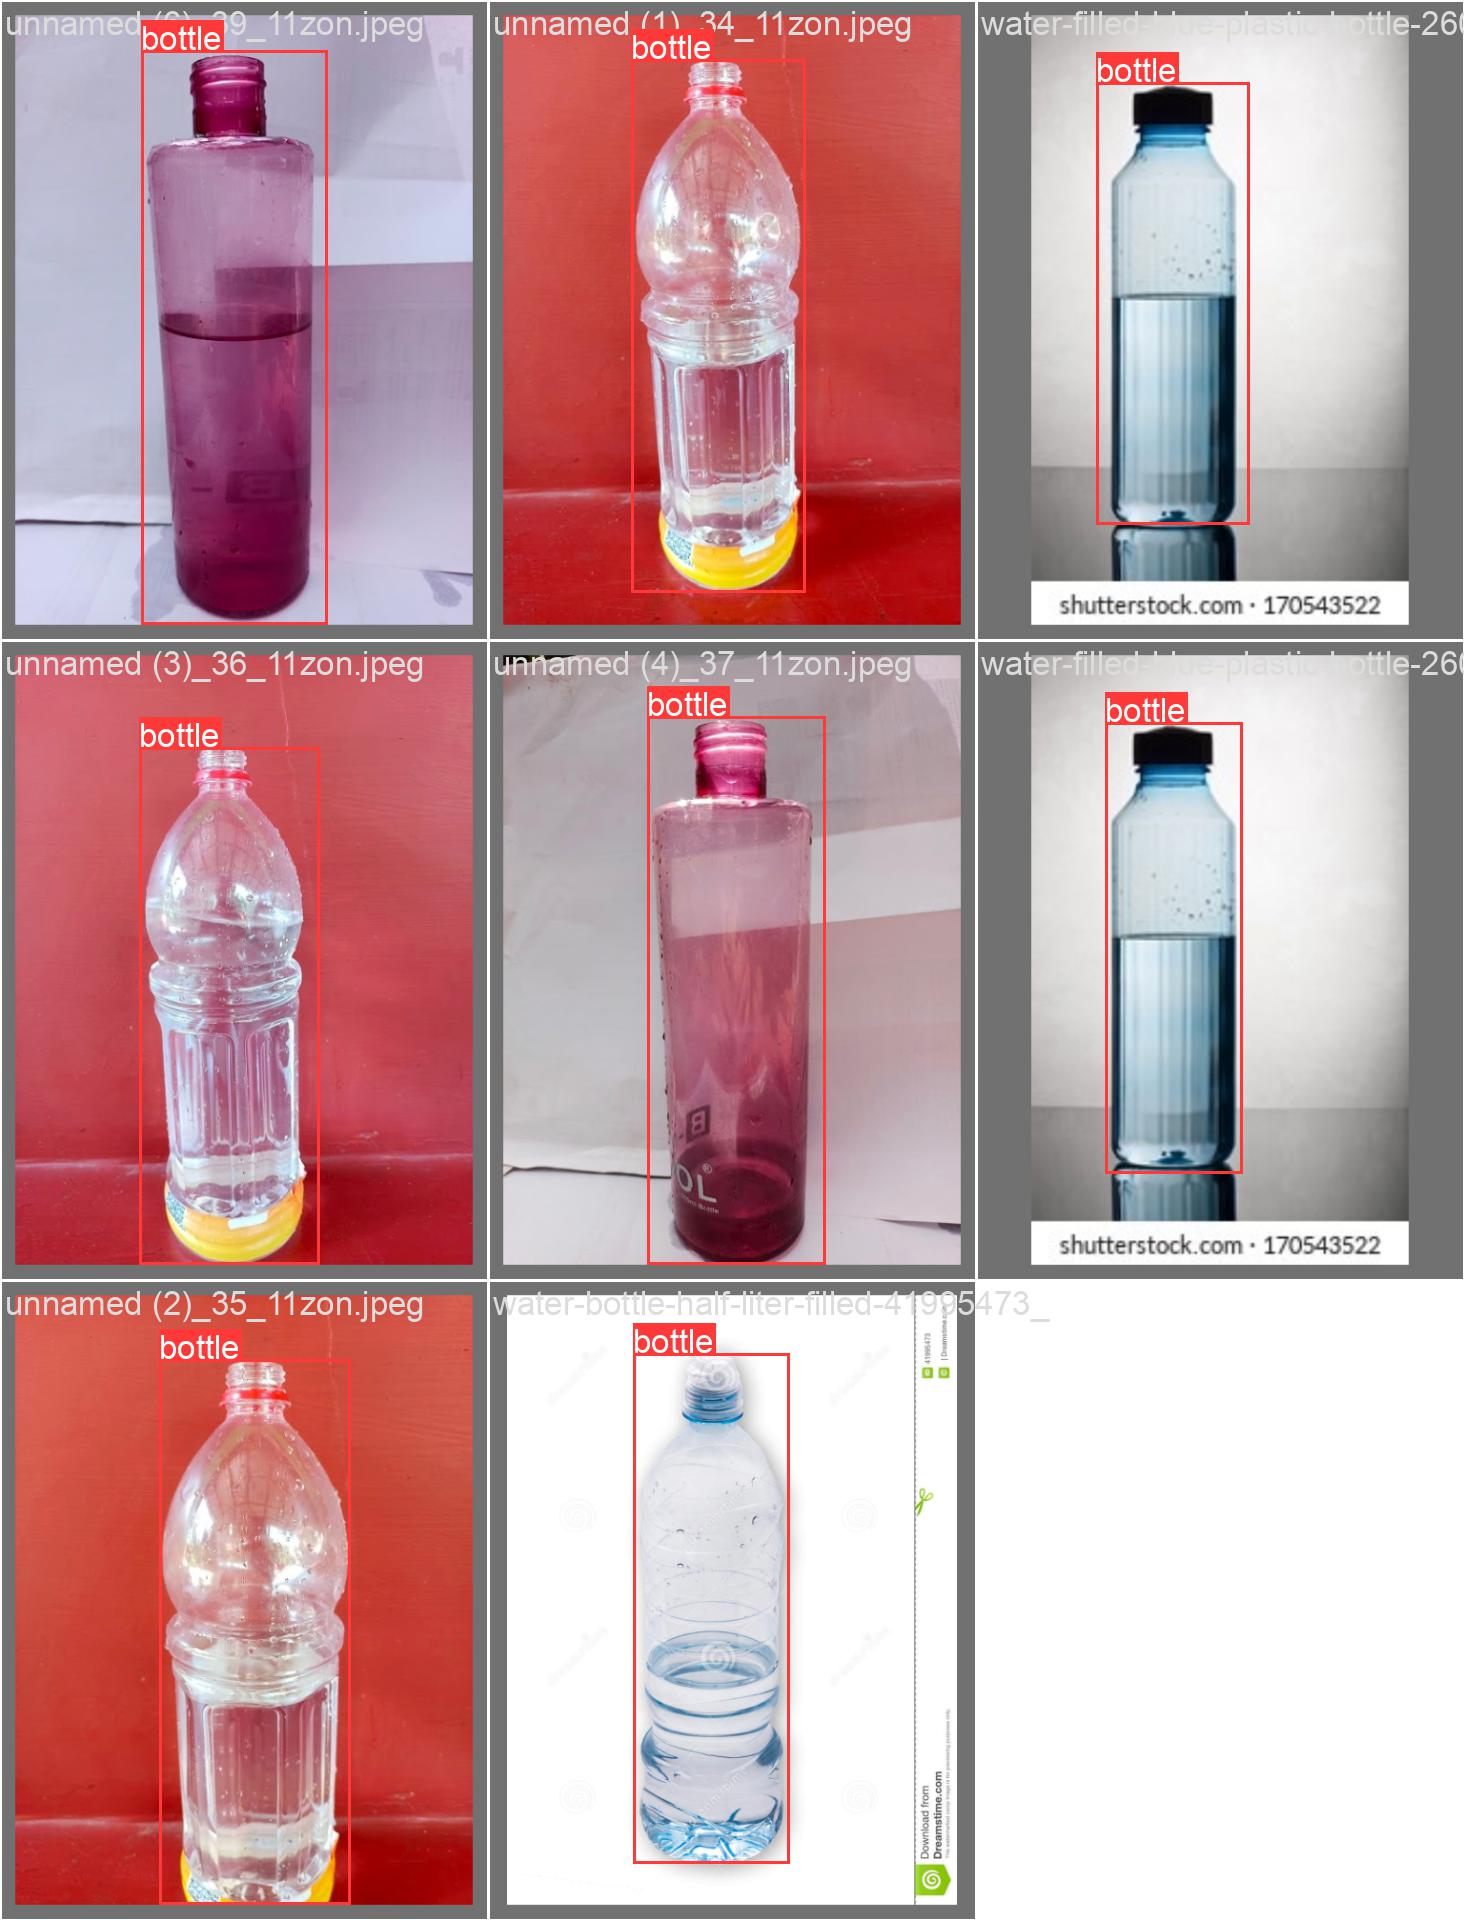 unnamed (6)_39_11zon.jpeg
bottle
unnamed (1)_34_11zon.jpeg
bottle
water-filled-blue-plastic-bottle-260
bottle
shutterstock.com · 170543522
unnamed (3)_36_11zon.jpeg
bottle
unnamed (4)_37_11zon.jpeg
bottle
OL®
Bottle
water-filled-blue-plastic-bottle-260
bottle
shutterstock.com · 170543522
unnamed (2)_35_11zon.jpeg
bottle
water-bottle-half-liter-filled-41995473_
bottle
41995473
Download from
Dreamstime.com